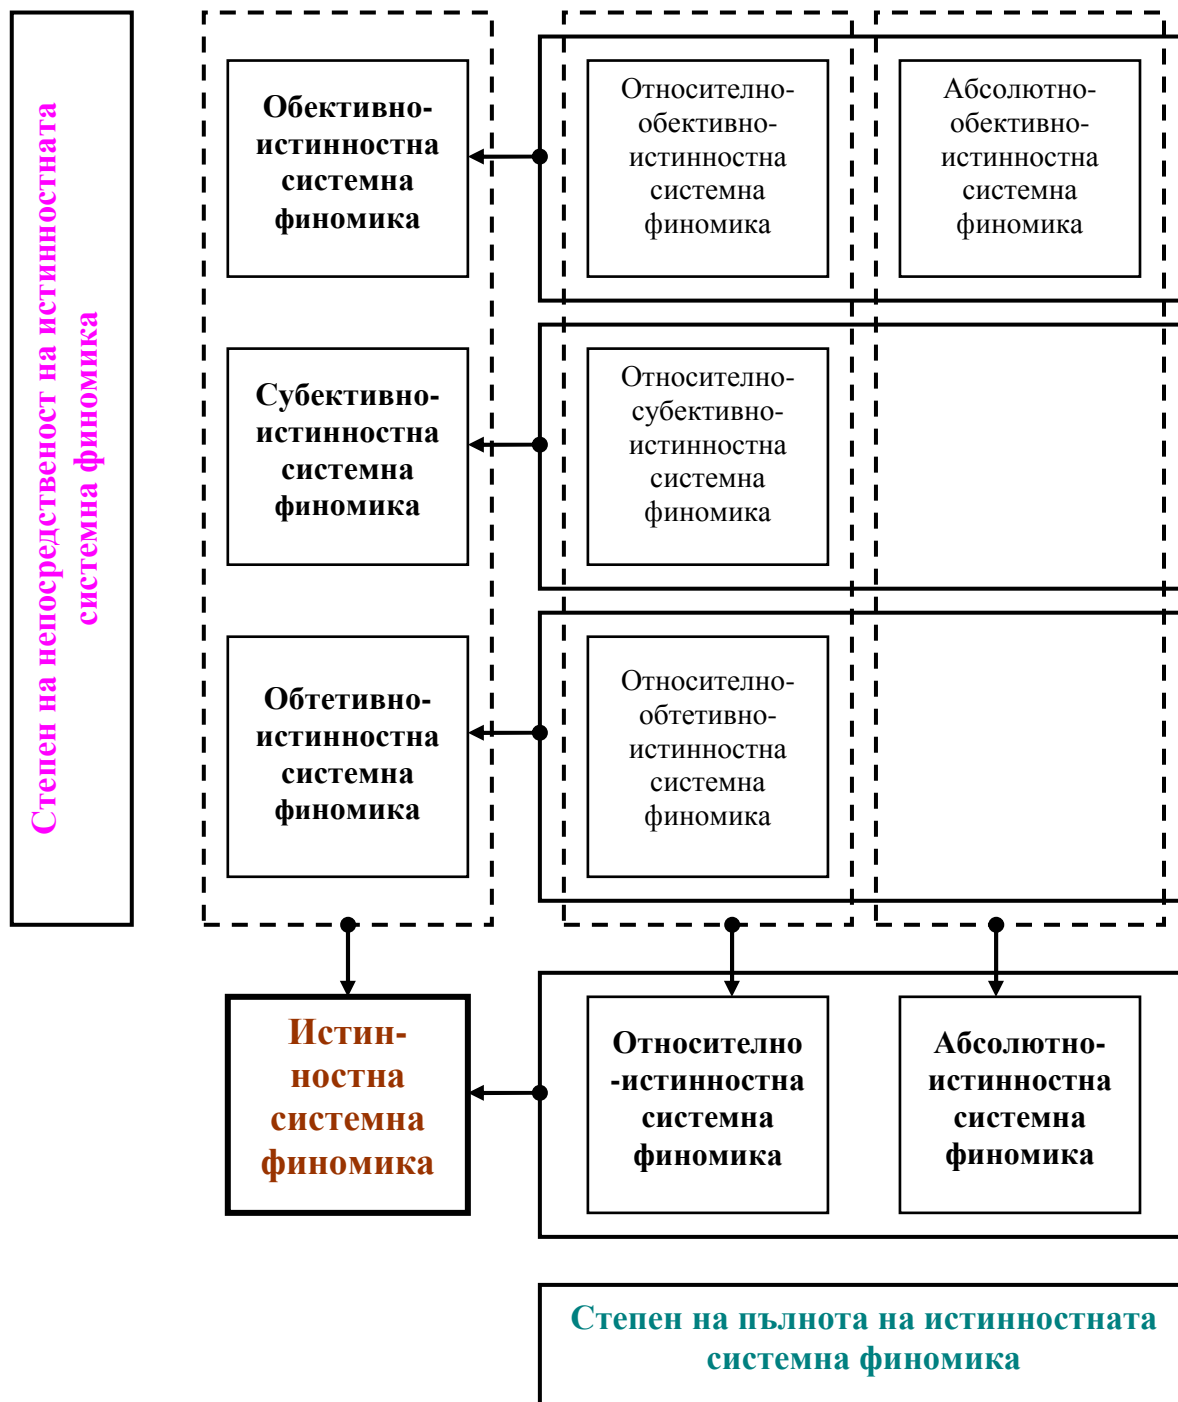 Степен на непосредственост на истинностната
системна финомика
Обективно-
истинностна
системна
финомика
Относително-
обективно-
истинностна
системна
финомика
Абсолютно-
обективно-
истинностна
системна
финомика
Субективно-
истинностна
системна
финомика
Относително-
субективно-
истинностна
системна
финомика
Обтетивно-
истинностна
системна
финомика
Относително-
обтетивно-
истинностна
системна
финомика
Истин-
ностна
системна
финомика
Относително
-истинностна
системна
финомика
Абсолютно-
истинностна
системна
финомика
Степен на пълнота на истинностната
системна финомика